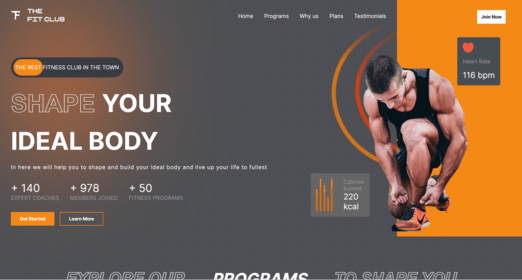 THE
FIT CLUB
Home Programs Why us Plans Testimonials
Join Now
Heart Rate
116 bpm
THE BEST FITNESS CLUB IN THE TOWN
SHAPE YOUR
IDEAL BODY
In here we will help you to shape and build your ideal body and live up your life to fullest
+ 140
EXPERT COACHES
+ 978
MEMBERS JOINED
+ 50
FITNESS PROGRAMS
Get Started Learn More
Calories
burned
220
kcal
EXPLORE OUR PROGRAMS TO SHAPE YOU